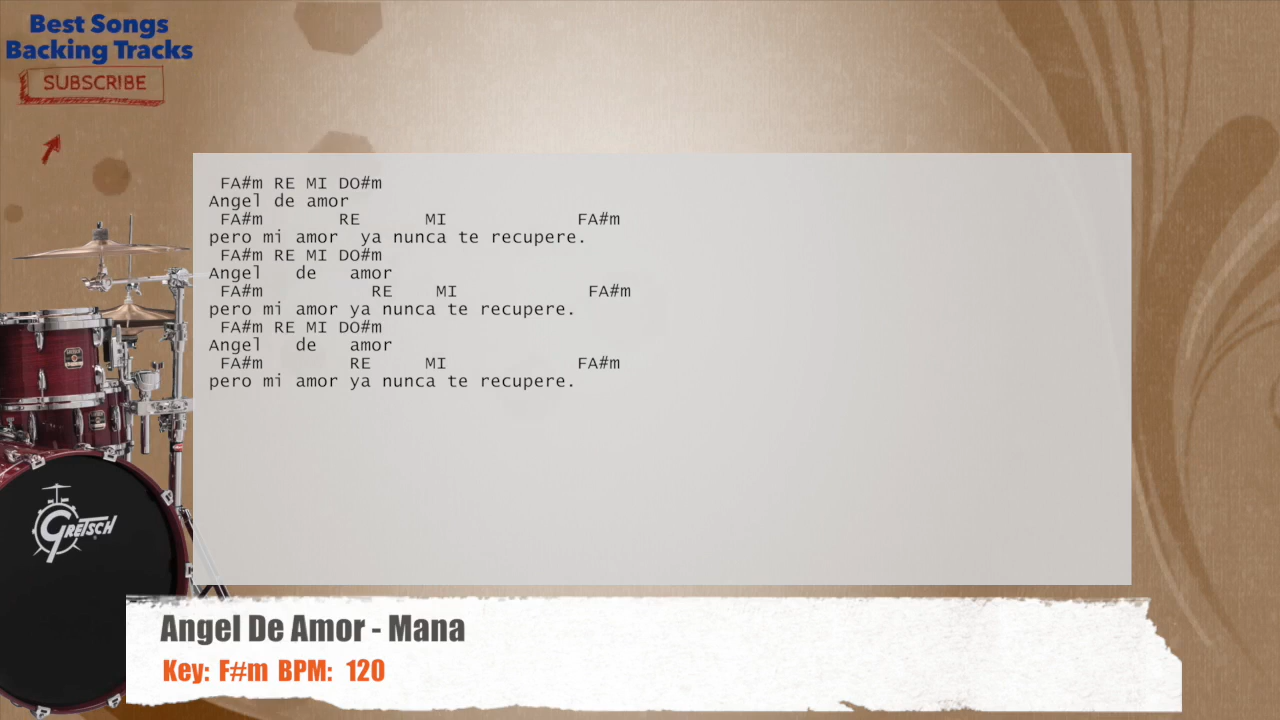 Best Songs
Backing Tracks
SUBSCRIBE
FA#m RE MI DO#m
Angel de amor
FA#m RE MI FA#m
pero mi amor ya nunca te recupere.
FA#m RE MI DO#m
Angel de amor
FA#m RE MI FA#m
pero mi amor ya nunca te recupere.
FA#m RE MI DO#m
Angel de amor
FA#m RE MI FA#m
pero mi amor ya nunca te recupere.
GRETSCH
Angel De Amor - Mana
Key: F#m BPM: 120